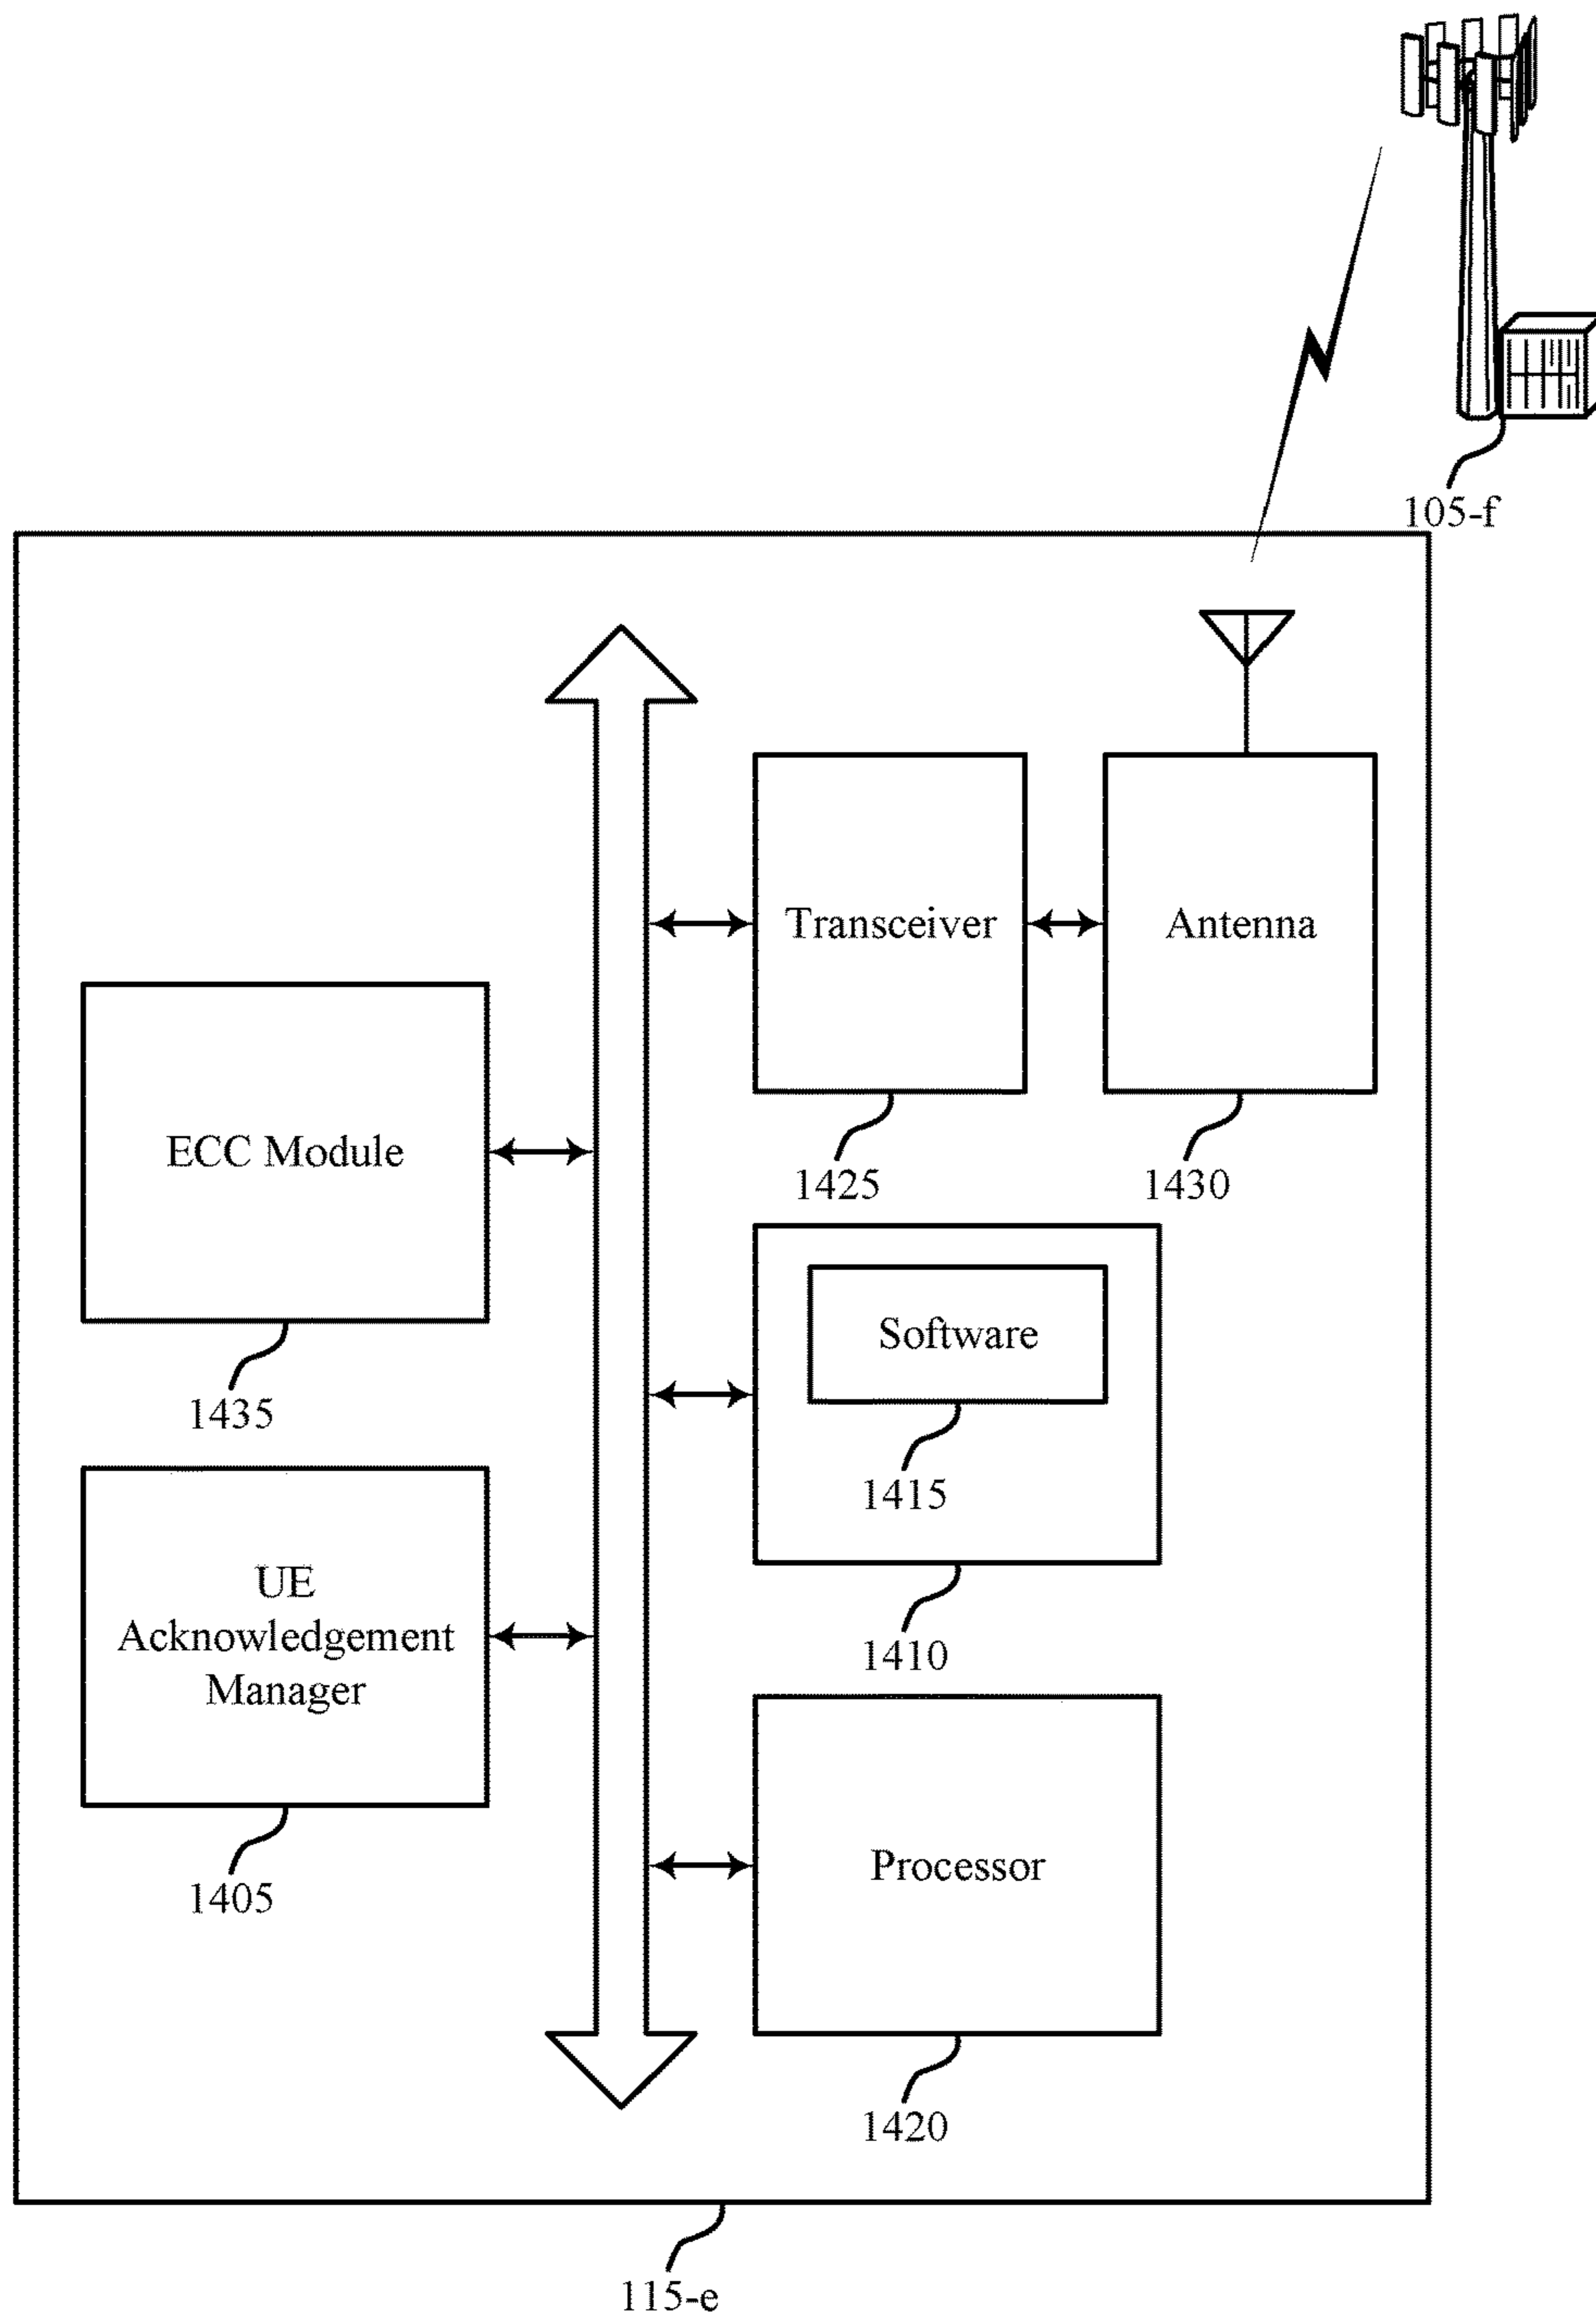 105-f
Transceiver
Antenna
1425
1430
ECC Module
1435
Software
1415
1410
UE
Acknowledgement
Manager
1405
Processor
1420
115-e